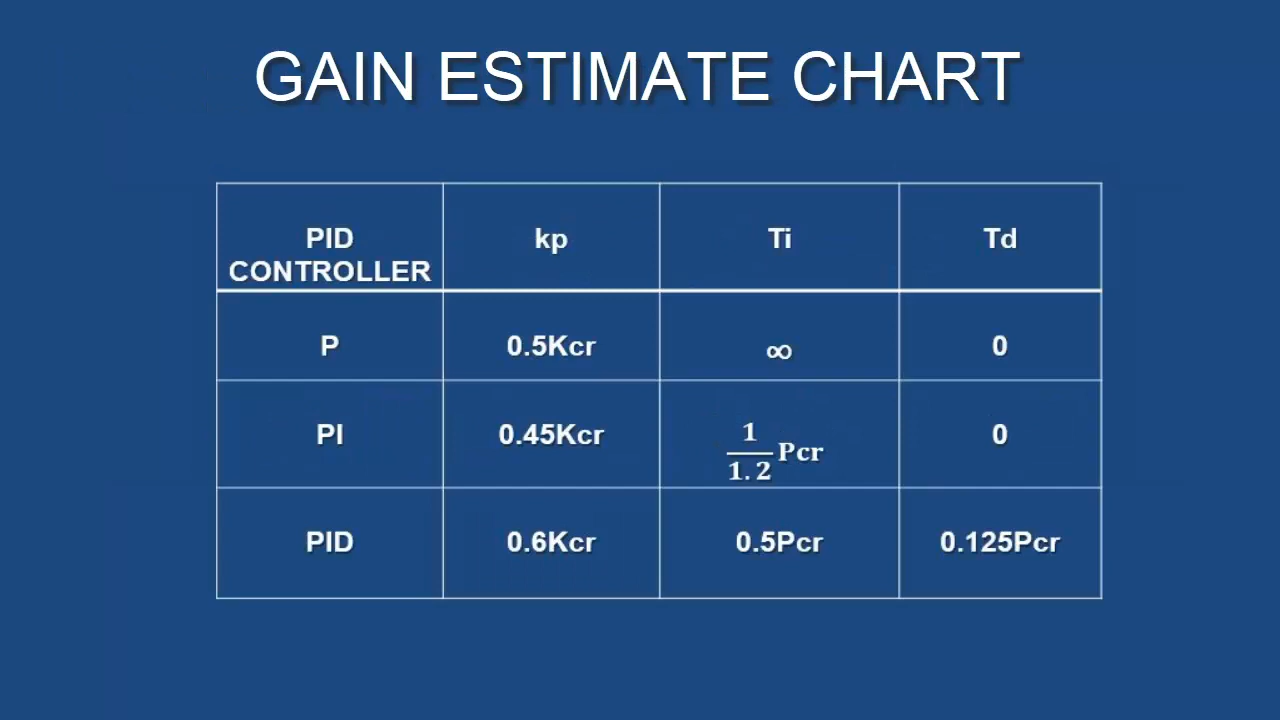 GAIN ESTIMATE CHART
PID
CONTROLLER
kp
Ti
Td
P
0.5Kcr
∞
0
PI
0.45Kcr
1
1.2
Pcr
0
PID
0.6Kcr
0.5Pcr
0.125Pcr